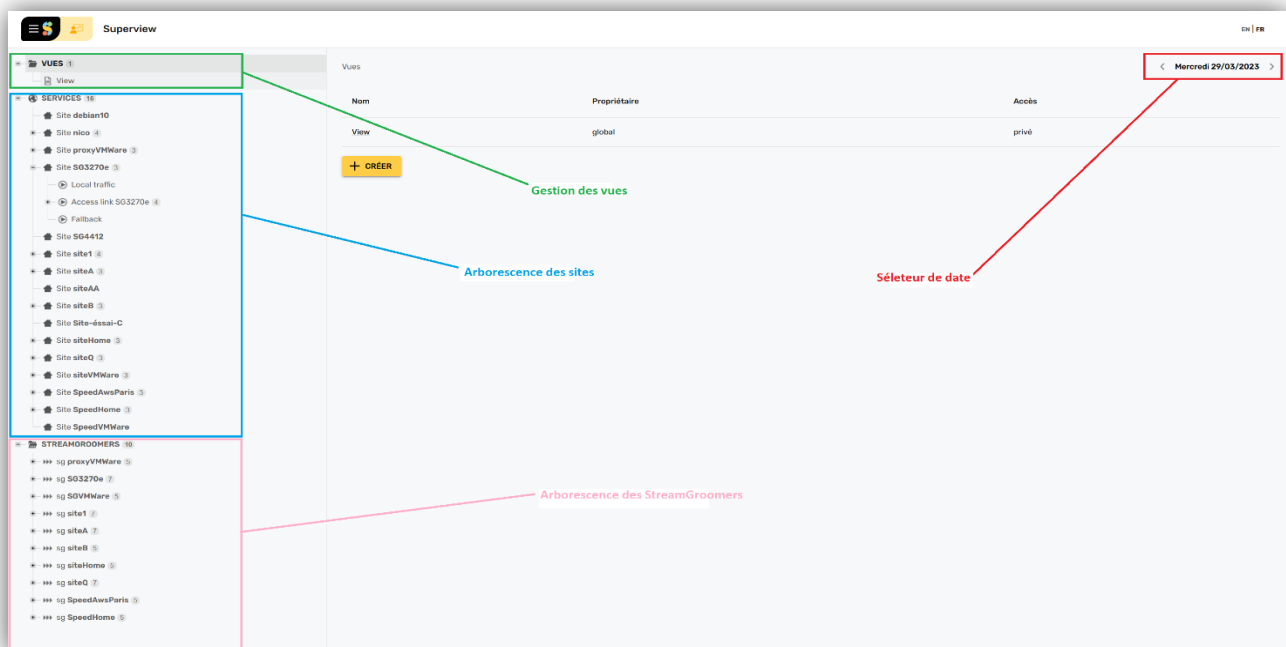 Superview
EN | FR
VUES 1
View
SERVICES 16
Site debian10
Site nico 4
Site proxyVMWare 3
Site SG3270e 3
Local traffic
Access link SG3270e 4
Fallback
Site SG4412
Site site1 4
Site siteA 3
Site siteAA
Site siteB 3
Site Site-éssai-C
Site siteHome 3
Site siteQ 3
Site siteVMWare 3
Site SpeedAwsParis 3
Site SpeedHome 3
Site SpeedVMWare
STREAMGROOMERS 10
sg proxyVMWare 5
sg SG3270e 7
sg SGVMWare 5
sg site1 7
sg siteA 7
sg siteB 5
sg siteHome 5
sg siteQ 7
sg SpeedAwsParis 5
sg SpeedHome 5
Vues
< Mercredi 29/03/2023 >
Nom Propriétaire Accès
View global privé
+ CRÉER
Gestion des vues
Arborescence des sites
Séleteur de date
Arborescence des StreamGroomers